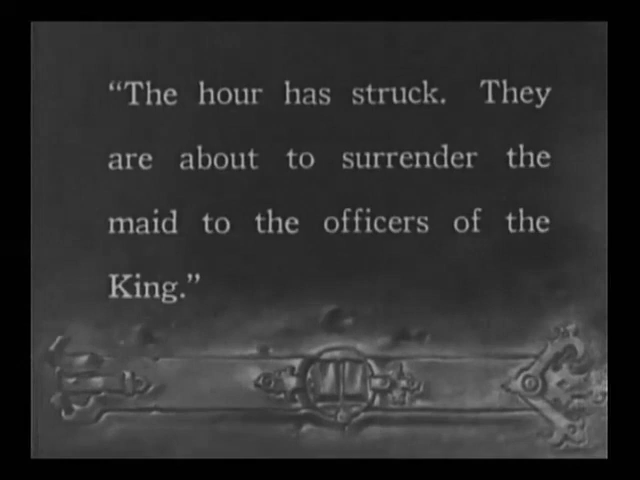 “The hour has struck. They
are about to surrender the
maid to the officers of the
King.”